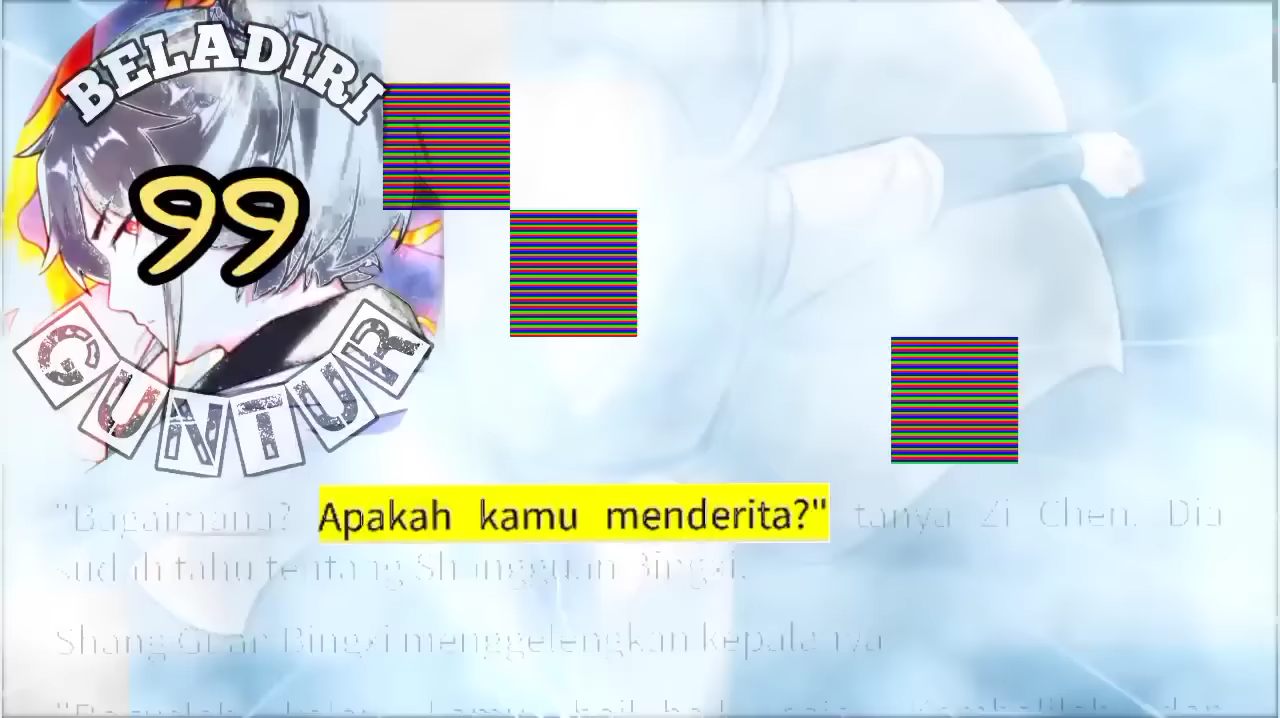 BELADIRI
99
GUNTUR
"Bagaimana? Apakah kamu menderita?" tanya Zi Chen. Dia
sudah tahu tentang Shangguan Bingxi.
Shang Guan Bingxi menggelengkan kepalanya
kamu